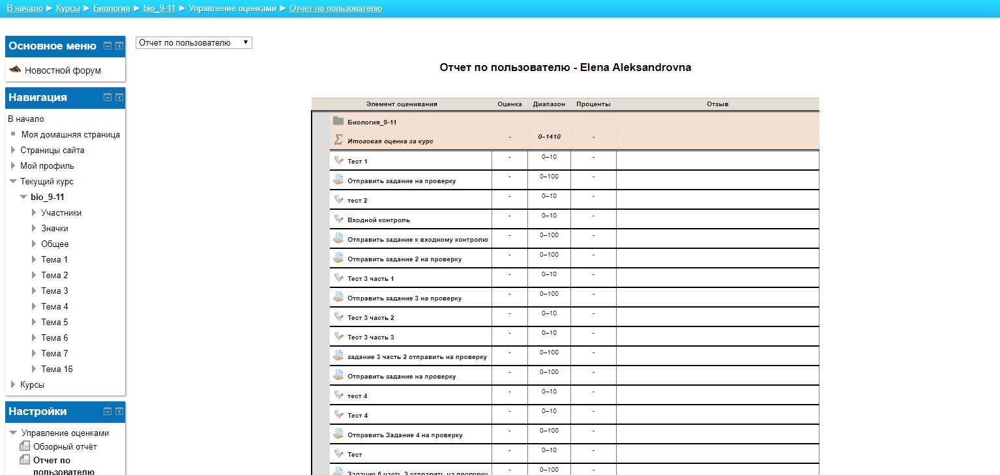 В начало ► Курсы ► Биология ► bio_9-11 ► Управление оценками ► Отчет по пользователю
Основное меню
Новостной форум
Навигация
В начало
Моя домашняя страница
Страницы сайта
Мой профиль
Текущий курс
bio_9-11
Участники
Значки
Общее
Тема 1
Тема 2
Тема 3
Тема 4
Тема 5
Тема 6
Тема 7
Тема 16
Курсы
Настройки
Управление оценками
Обзорный отчёт
Отчет по
пользователю
Отчет по пользователю
Отчет по пользователю - Elena Aleksandrovna
Элемент оценивания Оценка Диапазон Проценты Отзыв
Биология_9-11
Итоговая оценка за курс - 0–1410 -
Тест 1 - 0–10 -
Отправить задание на проверку - 0–100 -
тест 2 - 0–10 -
Входной контроль - 0–10 -
Отправить задание к входному контролю - 0–100 -
Отправить задание 2 на проверку - 0–100 -
Тест 3 часть 1 - 0–10 -
Отправить задание 3 на проверку - 0–100 -
Тест 3 часть 2 - 0–10 -
Тест 3 часть 3 - 0–10 -
задание 3 часть 2 отправить на проверку - 0–100 -
Отправить задание на проверку - 0–100 -
тест 4 - 0–10 -
Тест 4 - 0–10 -
Отправить Задание 4 на проверку - 0–100 -
Тест - 0–10 -
Задание 5 часть 3 отправить на проверку - 0–100 -